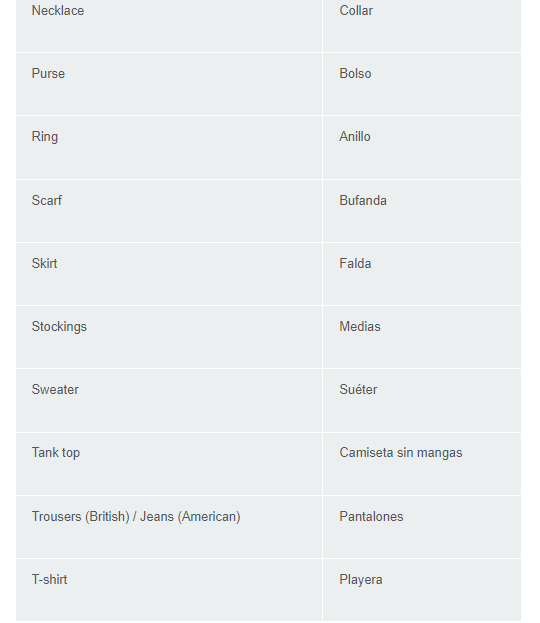 Necklace Collar
Purse Bolso
Ring Anillo
Scarf Bufanda
Skirt Falda
Stockings Medias
Sweater Suéter
Tank top Camiseta sin mangas
Trousers (British) / Jeans (American) Pantalones
T-shirt Playera